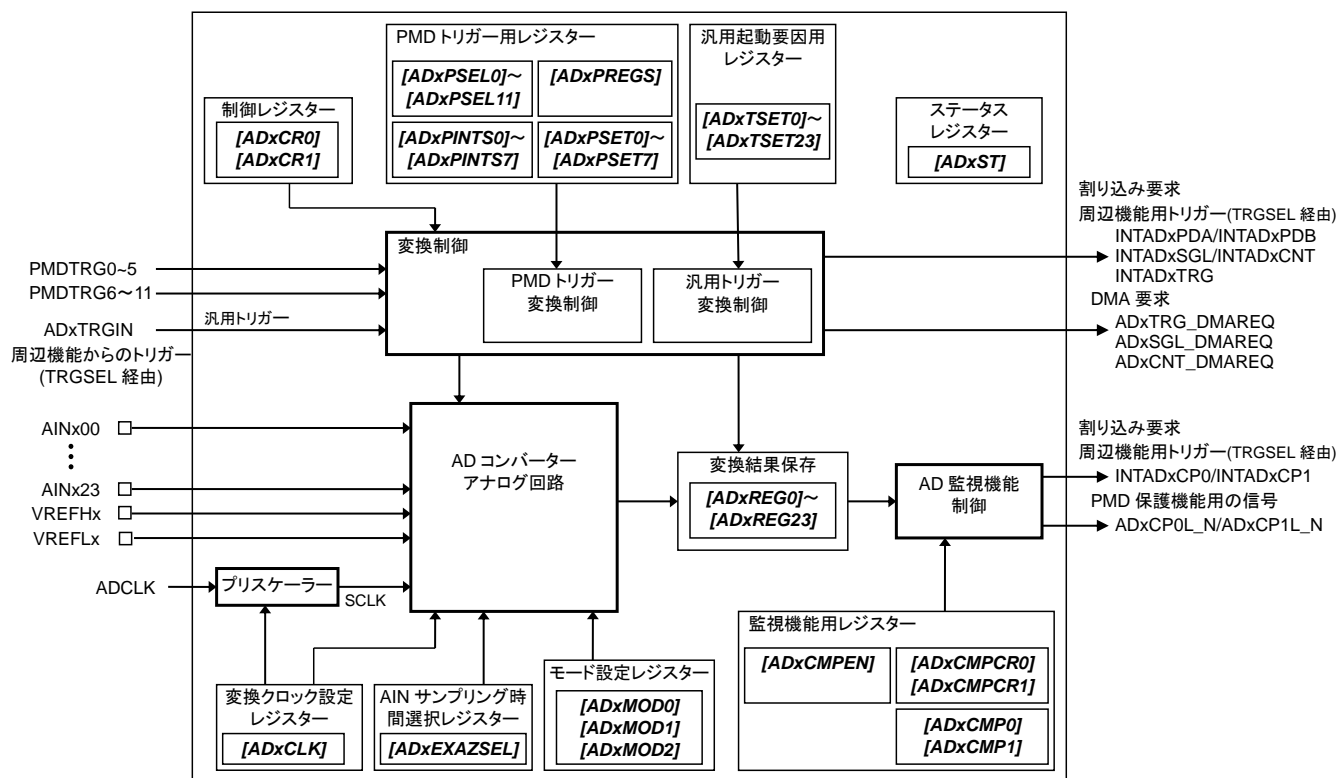 PMDトリガー用レジスター
[ADxPSEL0]～
[ADxPSEL11]
[ADxPREGS]
[ADxPINTS0]～
[ADxPINTS7]
[ADxPSET0]～
[ADxPSET7]
汎用起動要因用
レジスター
[ADxTSET0]～
[ADxTSET23]
制御レジスター
[ADxCR0]
[ADxCR1]
ステータス
レジスター
[ADxST]
変換制御
PMDトリガー
変換制御
汎用トリガー
変換制御
PMDTRG0~5
PMDTRG6～11
ADxTRGIN
汎用トリガー
周辺機能からのトリガー
(TRGSEL 経由)
割り込み要求
周辺機能用トリガー(TRGSEL 経由)
INTADxPDA/INTADxPDB
INTADxSGL/INTADxCNT
INTADxTRG
DMA 要求
ADxTRG_DMAREQ
ADxSGL_DMAREQ
ADxCNT_DMAREQ
AINx00
AINx23
VREFHx
VREFLx
ADCLK
プリスケーラー
SCLK
ADコンバーター
アナログ回路
変換結果保存
[ADxREG0]～
[ADxREG23]
AD 監視機能
制御
割り込み要求
周辺機能用トリガー(TRGSEL 経由)
INTADxCP0/INTADxCP1
PMD 保護機能用の信号
ADxCP0L_N/ADxCP1L_N
変換クロック設定
レジスター
[ADxCLK]
AIN サンプリング時
間選択レジスター
[ADxEXAZSEL]
モード設定レジスター
[ADxMOD0]
[ADxMOD1]
[ADxMOD2]
監視機能用レジスター
[ADxCMPEN]
[ADxCMPCR0]
[ADxCMPCR1]
[ADxCMP0]
[ADxCMP1]